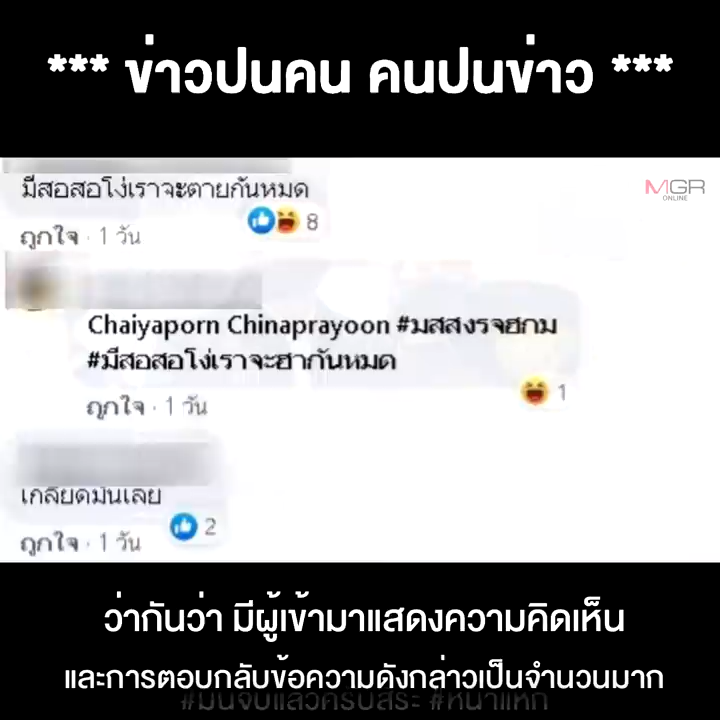 *** ข่าวปนคน คนปนข่าว ***
มีสอสอโง่เราจะตายกันหมด
MGR
ONLINE
8
ถูกใจ · 1 วัน
Chaiyaporn Chinaprayoon #มสสงรจฮกม
#มีสอสอโง่เราจะฮากันหมด
1
ถูกใจ · 1 วัน
เกลียดมันเลย
2
ถูกใจ · 1 วัน
ว่ากันว่า มีผู้เข้ามาแสดงความคิดเห็น
และการตอบกลับข้อความดังกล่าวเป็นจำนวนมาก